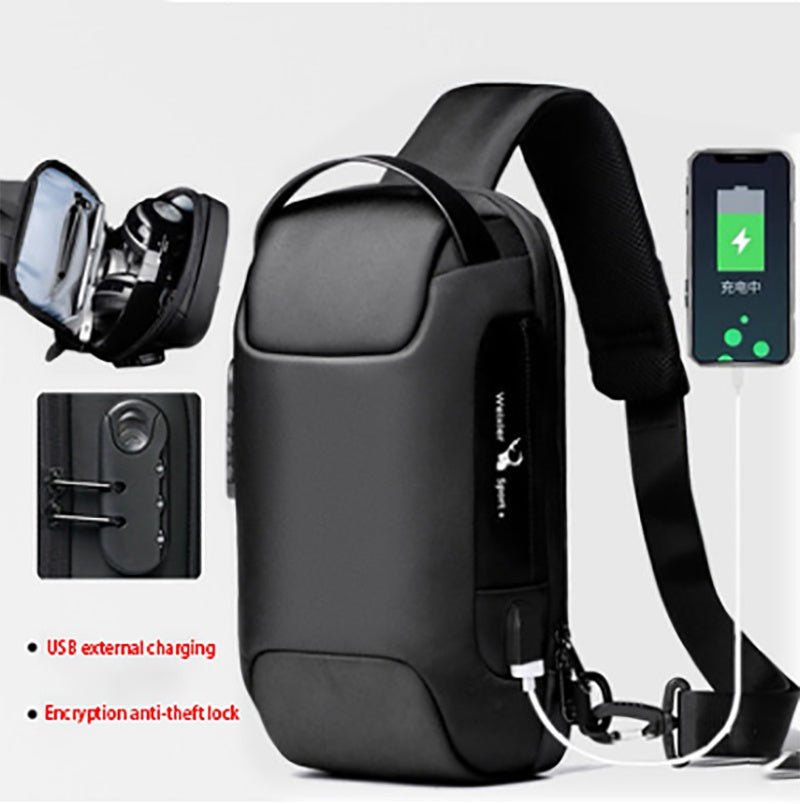 充电中
Weixier
Sport
USB external charging
Encryption anti-theft lock